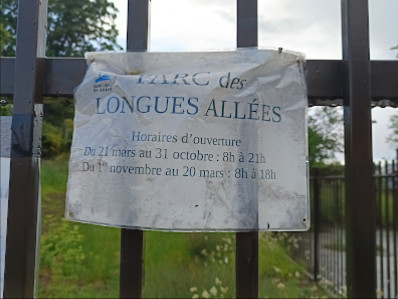 PARC des
LONGUES ALLÉES
Horaires d'ouverture
Du 21 mars au 31 octobre : 8h à 21h
Du 1er novembre au 20 mars : 8h à 18h